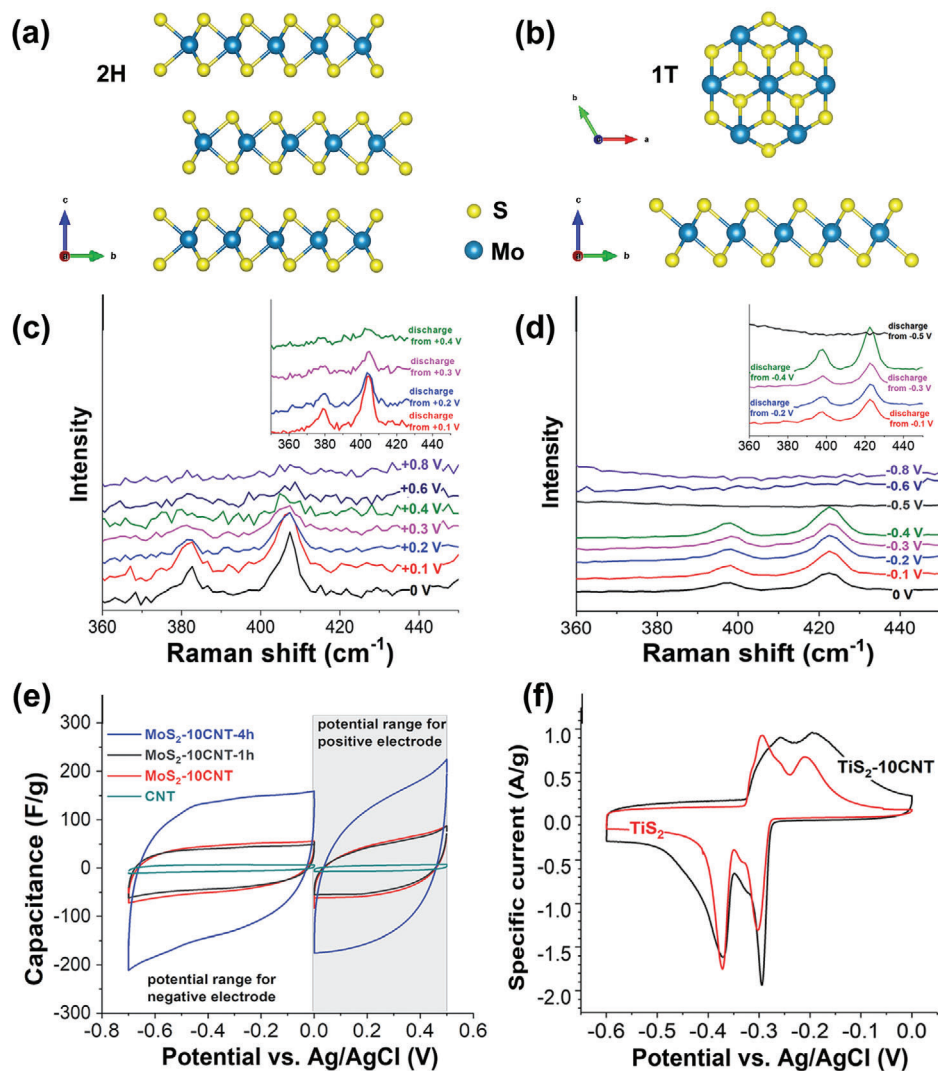 (a)
2H
c
b
(b)
1T
b
a
S
Mo
c
b
(c)
Intensity
discharge
from +0.4 V
discharge
from +0.3 V
discharge
from +0.2 V
discharge
from +0.1 V
360 380 400 420 440
+0.8 V
+0.6 V
+0.4 V
+0.3 V
+0.2 V
+0.1 V
0 V
360 380 400 420 440
Raman shift (cm⁻¹)
(d)
Intensity
discharge
from -0.5 V
discharge
from -0.4 V
discharge
from -0.3 V
discharge
from -0.2 V
discharge
from -0.1 V
360 380 400 420 440
-0.8 V
-0.6 V
-0.5 V
-0.4 V
-0.3 V
-0.2 V
-0.1 V
0 V
360 380 400 420 440
Raman shift (cm⁻¹)
(e)
Capacitance (F/g)
300
200
100
0
-100
-200
-300
MoS₂-10CNT-4h
MoS₂-10CNT-1h
MoS₂-10CNT
CNT
potential range for
positive electrode
potential range for
negative electrode
-0.8 -0.6 -0.4 -0.2 0.0 0.2 0.4 0.6
Potential vs. Ag/AgCl (V)
(f)
Specific current (A/g)
1.0
0.5
0.0
-0.5
-1.0
-1.5
-2.0
TiS₂-10CNT
TiS₂
-0.6 -0.5 -0.4 -0.3 -0.2 -0.1 0.0
Potential vs. Ag/AgCl (V)